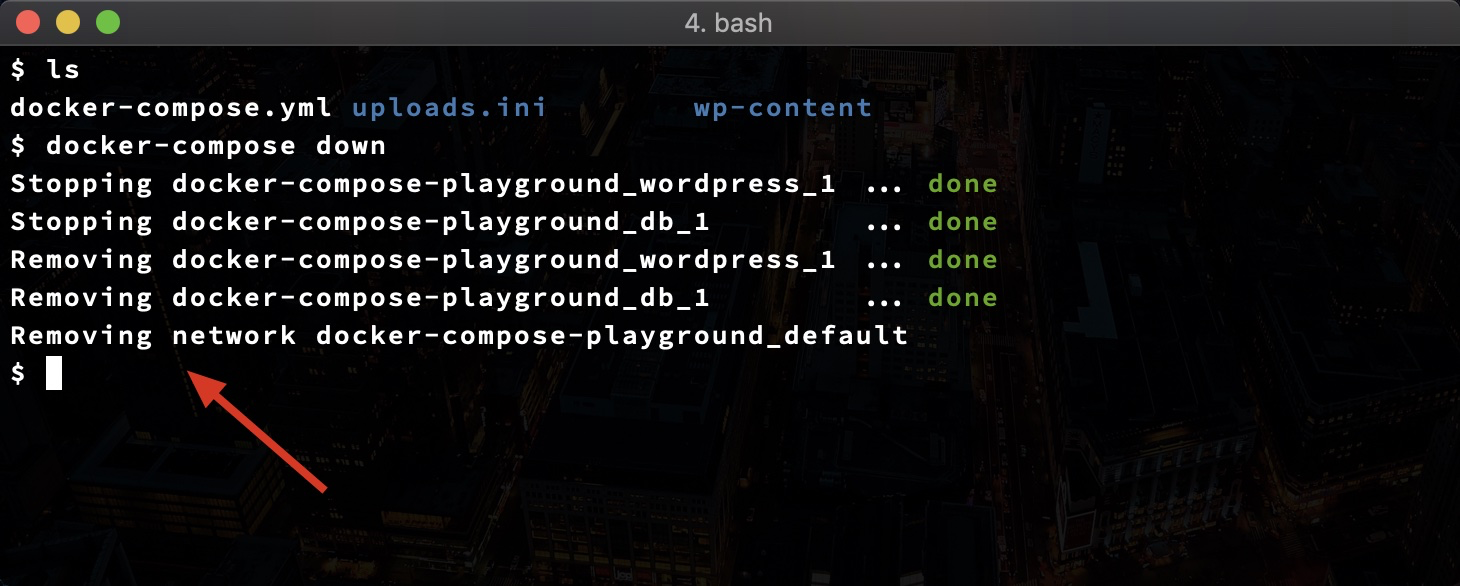 4. bash
$ ls
docker-compose.yml uploads.ini wp-content
$ docker-compose down
Stopping docker-compose-playground_wordpress_1 ... done
Stopping docker-compose-playground_db_1 ... done
Removing docker-compose-playground_wordpress_1 ... done
Removing docker-compose-playground_db_1 ... done
Removing network docker-compose-playground_default
$